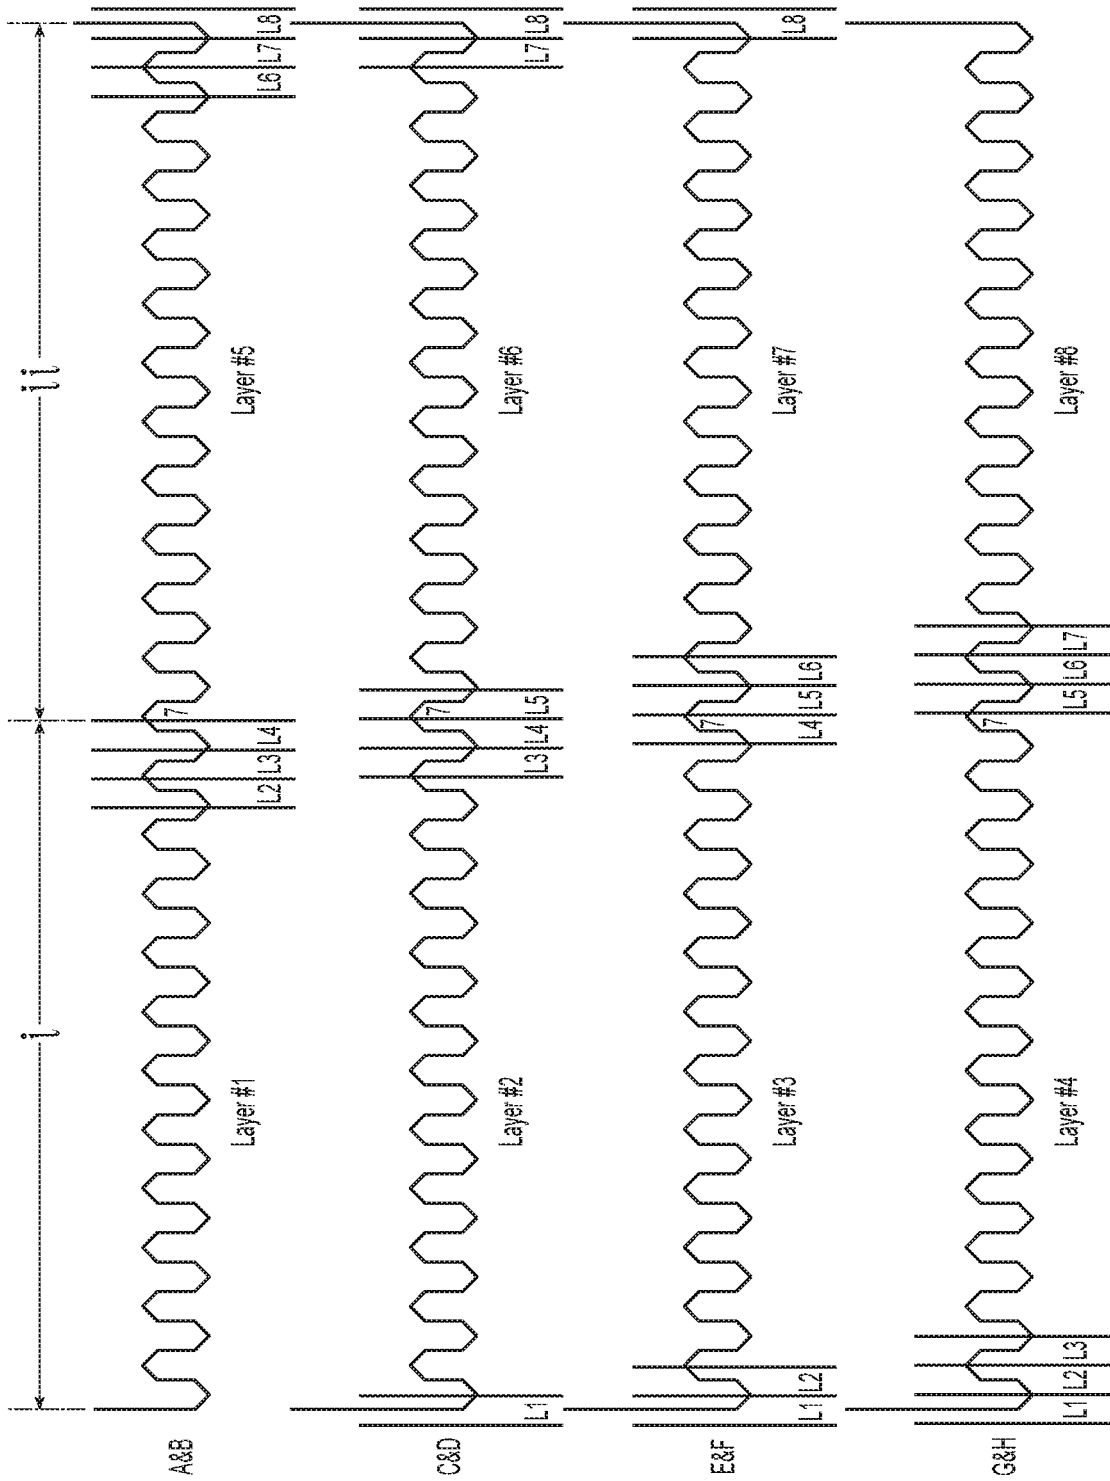 i
ii
A&B
Layer #1
L2
L3
L4
7
Layer #5
L6
L7
L8
C&D
L1
Layer #2
L3
L4
L5
7
Layer #6
L7
L8
E&F
L1
L2
Layer #3
L4
L5
L6
7
Layer #7
L8
G&H
L1
L2
L3
Layer #4
L5
L6
L7
7
Layer #8